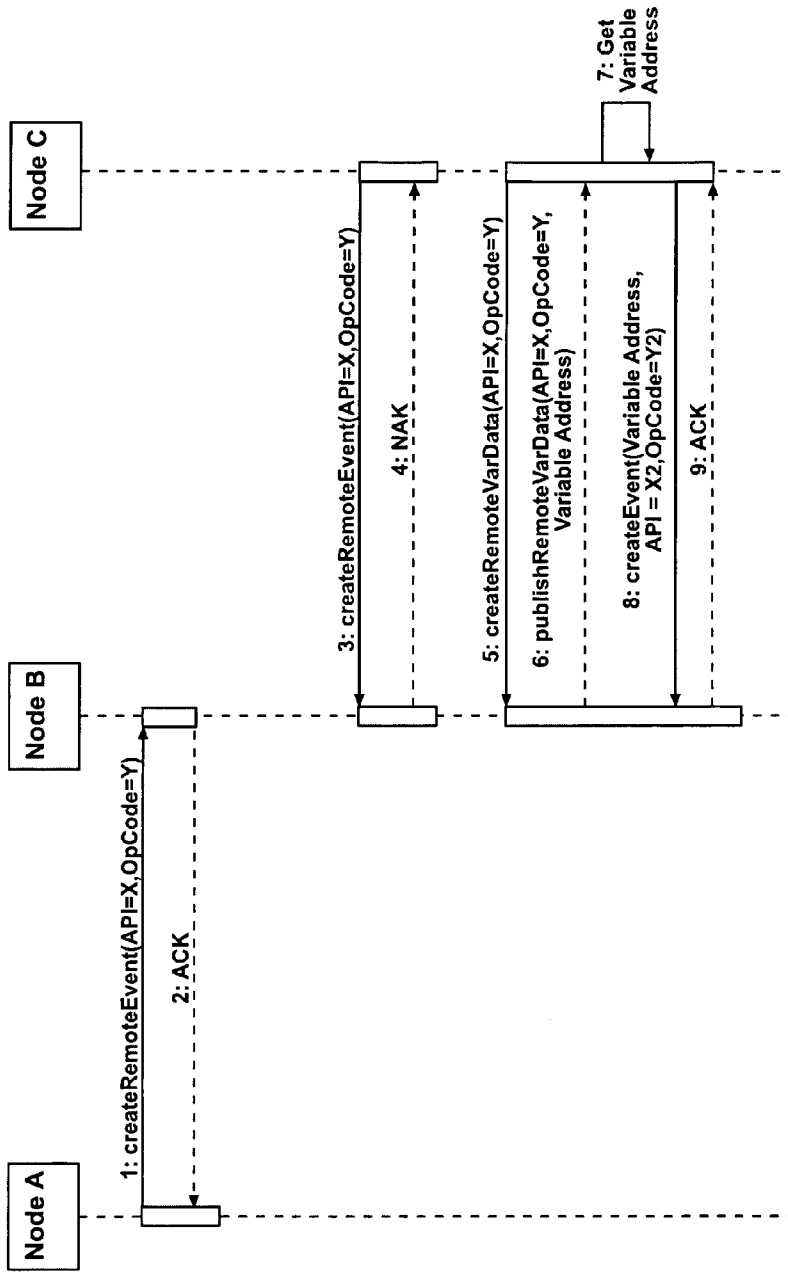 Node A
Node B
Node C
1: createRemoteEvent(API=X,OpCode=Y)
2: ACK
3: createRemoteEvent(API=X,OpCode=Y)
4: NAK
5: createRemoteVarData(API=X,OpCode=Y)
6: publishRemoteVarData(API=X,OpCode=Y,
Variable Address)
7: Get
Variable
Address
8: createEvent(Variable Address,
API = X2,OpCode=Y2)
9: ACK